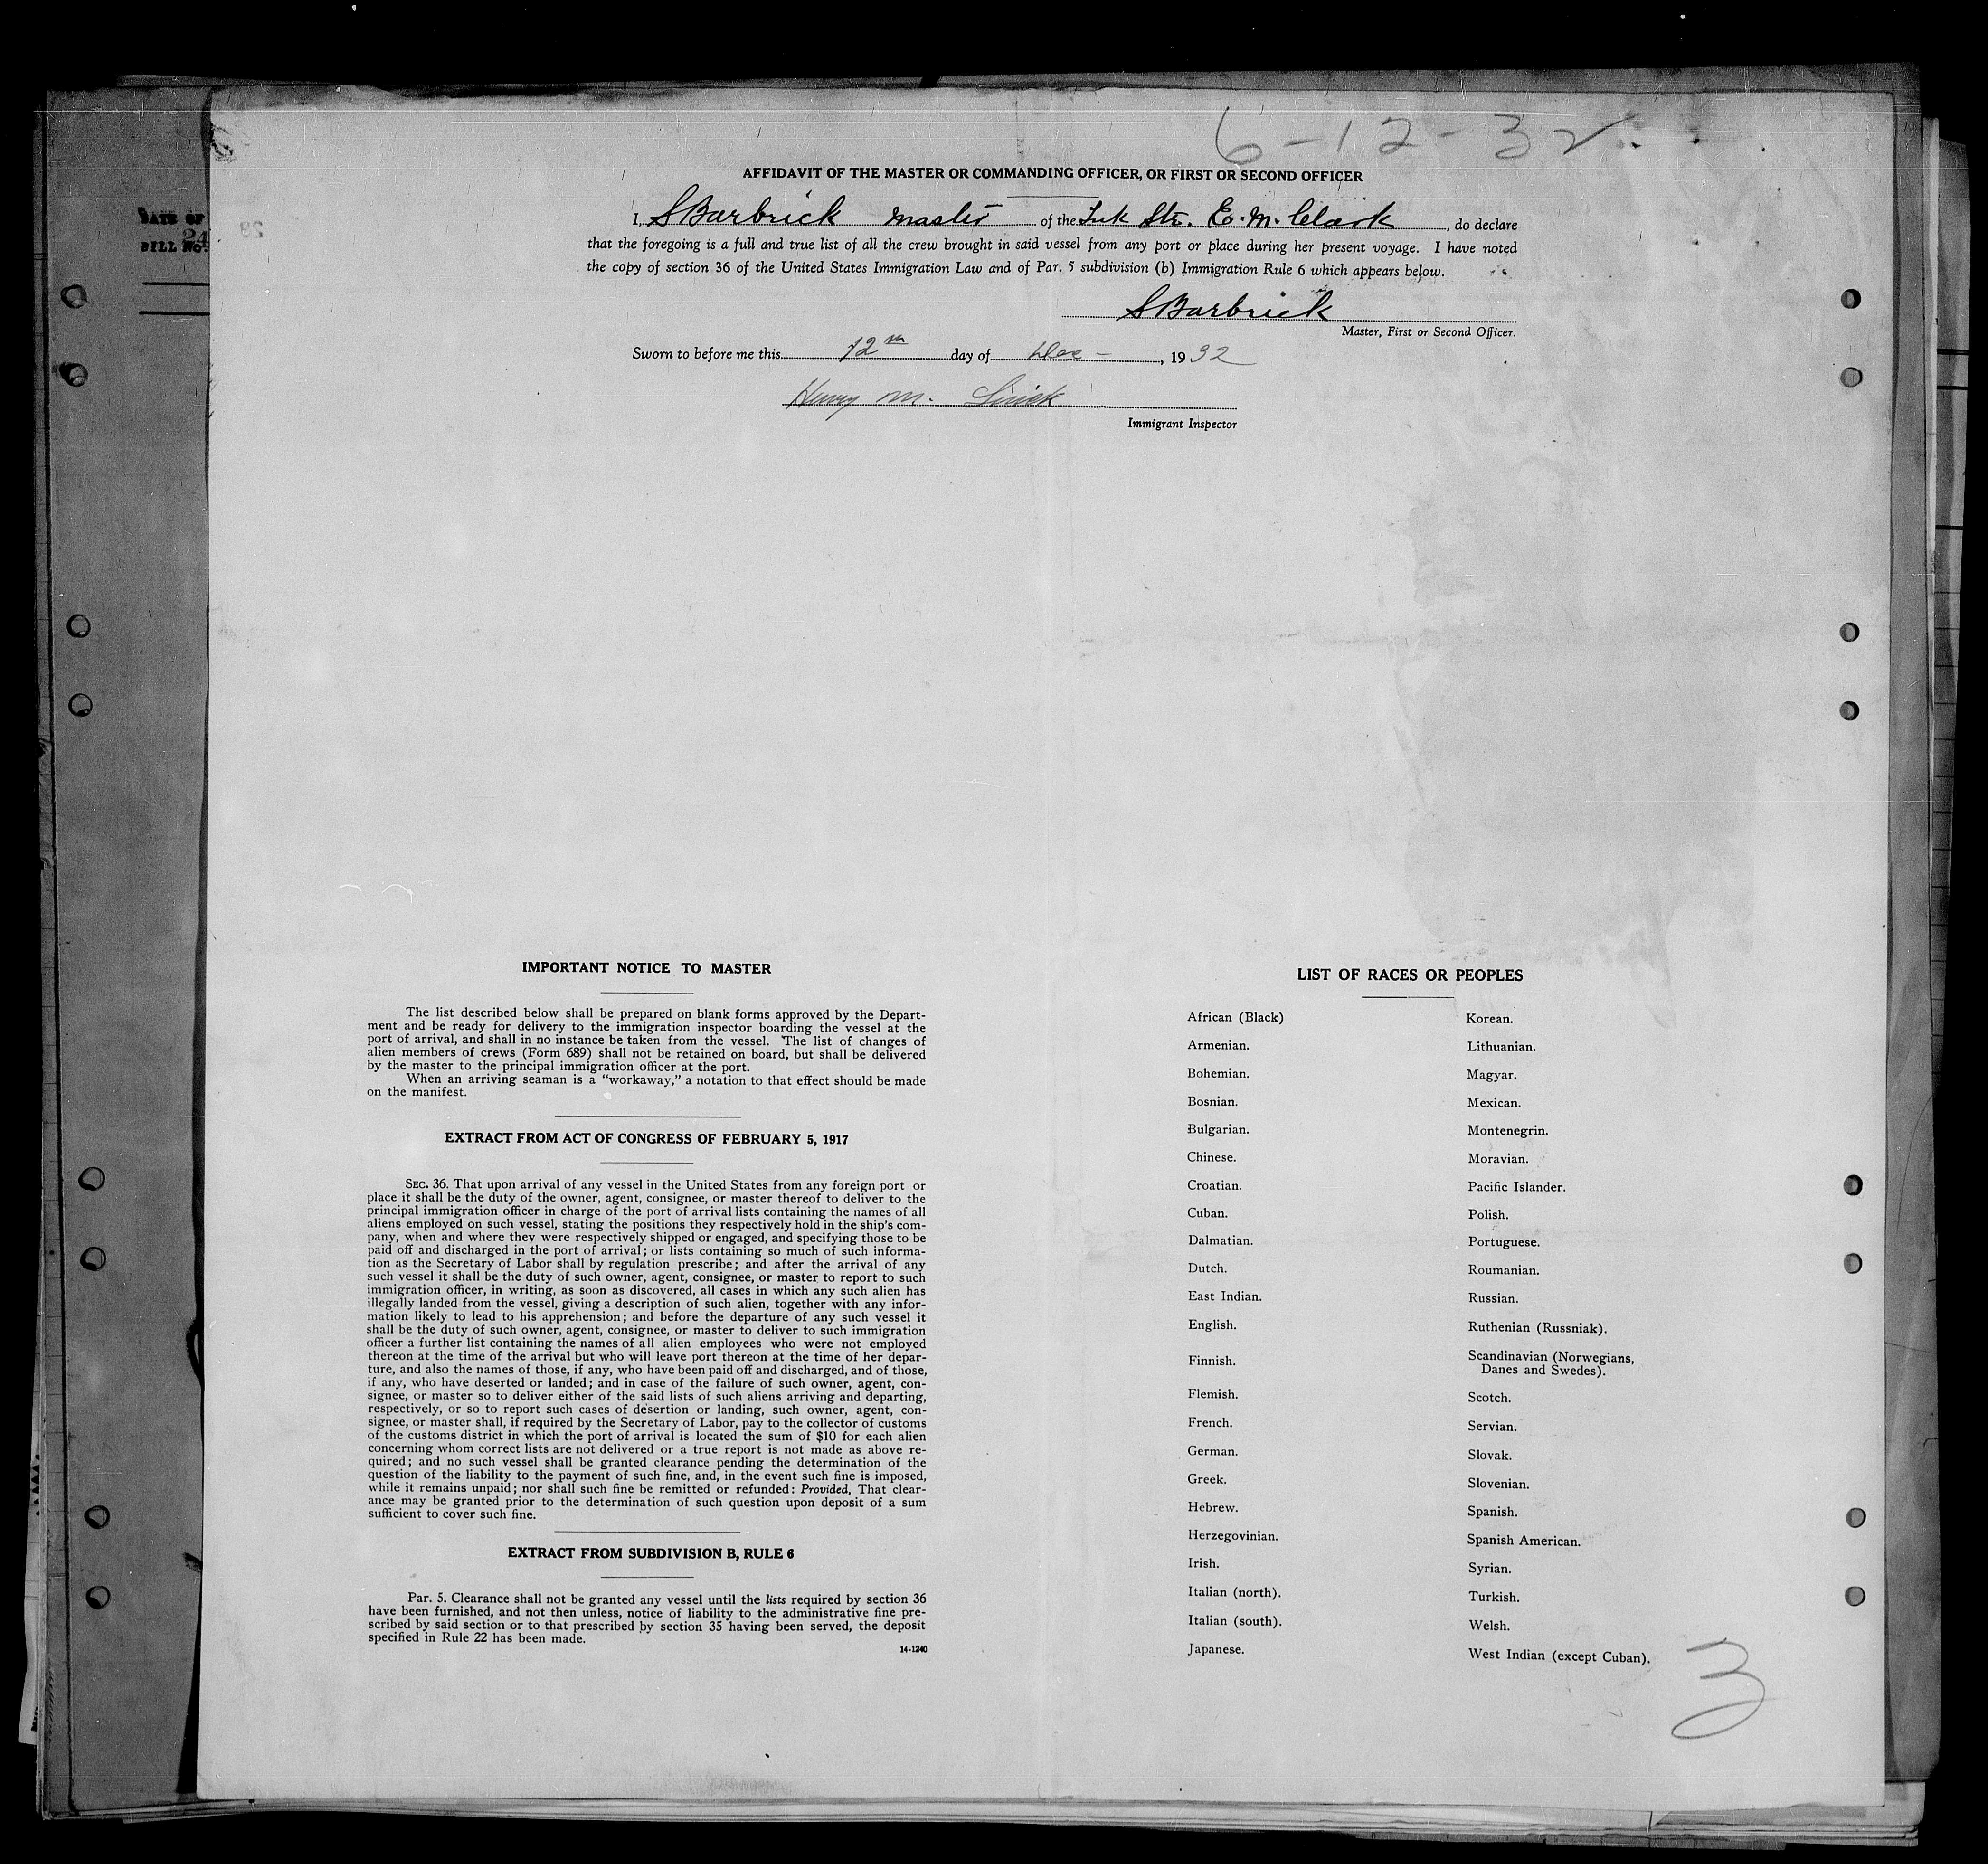 6-12-32
DATE OF
24
BILL No.
AFFIDAVIT OF THE MASTER OR COMMANDING OFFICER, OR FIRST OR SECOND OFFICER
I, S Barbrick master of the Tnk Str. E. M. Clark, do declare
that the foregoing is a full and true list of all the crew brought in said vessel from any port or place during her present voyage. I have noted
the copy of section 36 of the United States Immigration Law and of Par. 5 subdivision (b) Immigration Rule 6 which appears below.
S Barbrick
Master, First or Second Officer.
Sworn to before me this 12th day of Dec -, 1932
Henry M.
Immigrant Inspector
IMPORTANT NOTICE TO MASTER
The list described below shall be prepared on blank forms approved by the Depart-
ment and be ready for delivery to the immigration inspector boarding the vessel at the
port of arrival, and shall in no instance be taken from the vessel. The list of changes of
alien members of crews (Form 689) shall not be retained on board, but shall be delivered
by the master to the principal immigration officer at the port.
When an arriving seaman is a “workaway,” a notation to that effect should be made
on the manifest.
EXTRACT FROM ACT OF CONGRESS OF FEBRUARY 5, 1917
SEC. 36. That upon arrival of any vessel in the United States from any foreign port or
place it shall be the duty of the owner, agent, consignee, or master thereof to deliver to the
principal immigration officer in charge of the port of arrival lists containing the names of all
aliens employed on such vessel, stating the positions they respectively hold in the ship's com-
pany, when and where they were respectively shipped or engaged, and specifying those to be
paid off and discharged in the port of arrival; or lists containing so much of such informa-
tion as the Secretary of Labor shall by regulation prescribe; and after the arrival of any
such vessel it shall be the duty of such owner, agent, consignee, or master to report to such
immigration officer, in writing, as soon as discovered, all cases in which any such alien has
illegally landed from the vessel, giving a description of such alien, together with any infor-
mation likely to lead to his apprehension; and before the departure of any such vessel it
shall be the duty of such owner, agent, consignee, or master to deliver to such immigration
officer a further list containing the names of all alien employees who were not employed
thereon at the time of the arrival but who will leave port thereon at the time of her depar-
ture, and also the names of those, if any, who have been paid off and discharged, and of those,
if any, who have deserted or landed; and in case of the failure of such owner, agent, con-
signee, or master so to deliver either of the said lists of such aliens arriving and departing,
respectively, or so to report such cases of desertion or landing, such owner, agent, con-
signee, or master shall, if required by the Secretary of Labor, pay to the collector of customs
of the customs district in which the port of arrival is located the sum of $10 for each alien
concerning whom correct lists are not delivered or a true report is not made as above re-
quired; and no such vessel shall be granted clearance pending the determination of the
question of the liability to the payment of such fine, and, in the event such fine is imposed,
while it remains unpaid; nor shall such fine be remitted or refunded: Provided, That clear-
ance may be granted prior to the determination of such question upon deposit of a sum
sufficient to cover such fine.
EXTRACT FROM SUBDIVISION B, RULE 6
Par. 5. Clearance shall not be granted any vessel until the lists required by section 36
have been furnished, and not then unless, notice of liability to the administrative fine pre-
scribed by said section or to that prescribed by section 35 having been served, the deposit
specified in Rule 22 has been made.
14-1240
LIST OF RACES OR PEOPLES
African (Black)
Armenian.
Bohemian.
Bosnian.
Bulgarian.
Chinese.
Croatian.
Cuban.
Dalmatian.
Dutch.
East Indian.
English.
Finnish.
Flemish.
French.
German.
Greek.
Hebrew.
Herzegovinian.
Irish.
Italian (north).
Italian (south).
Japanese.
Korean.
Lithuanian.
Magyar.
Mexican.
Montenegrin.
Moravian.
Pacific Islander.
Polish.
Portuguese.
Roumanian.
Russian.
Ruthenian (Russniak).
Scandinavian (Norwegians,
Danes and Swedes).
Scotch.
Servian.
Slovak.
Slovenian.
Spanish.
Spanish American.
Syrian.
Turkish.
Welsh.
West Indian (except Cuban).
3